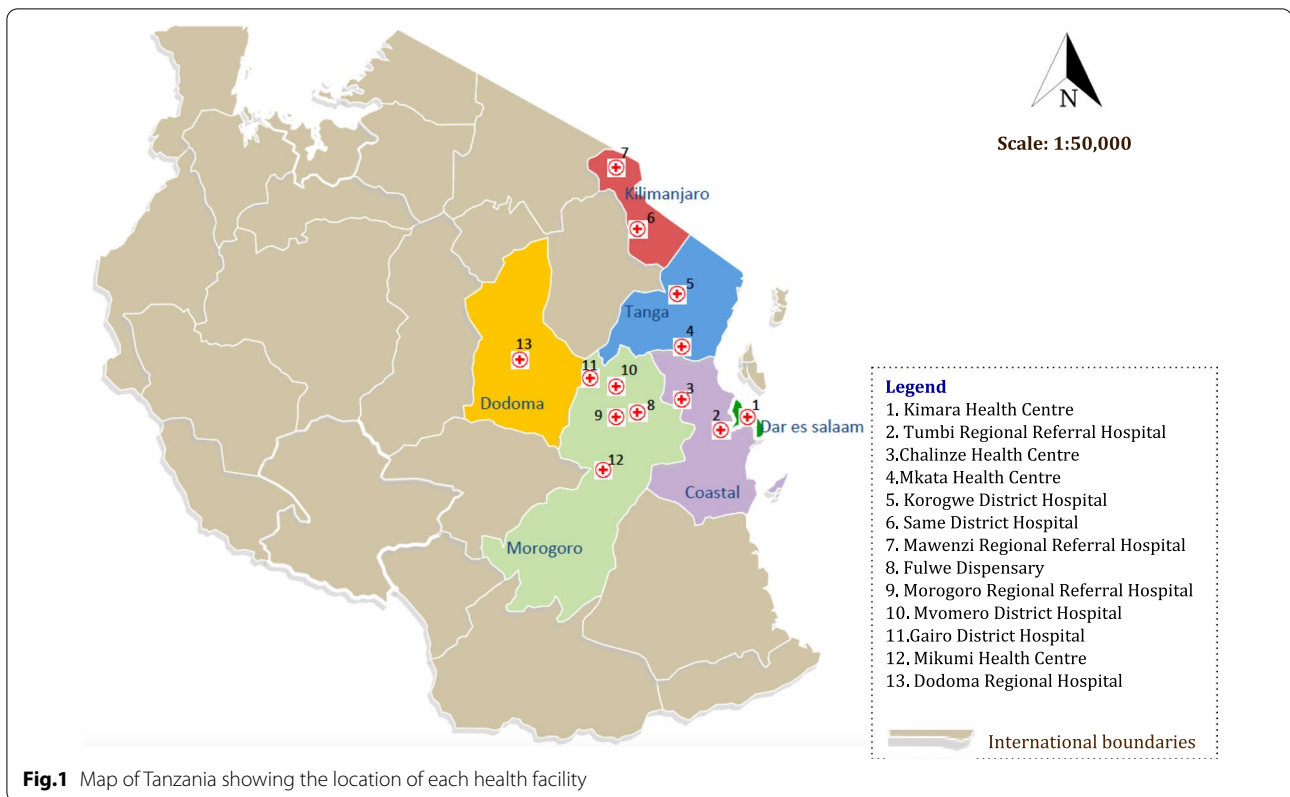 N
Scale: 1:50,000
7
Kilimanjaro
6
5
Tanga
4
13
11
10
Dodoma
3
9
8
2
1
Dar es salaam
12
Coastal
Morogoro
Legend
1. Kimara Health Centre
2. Tumbi Regional Referral Hospital
3.Chalinze Health Centre
4.Mkata Health Centre
5. Korogwe District Hospital
6. Same District Hospital
7. Mawenzi Regional Referral Hospital
8. Fulwe Dispensary
9. Morogoro Regional Referral Hospital
10. Mvomero District Hospital
11.Gairo District Hospital
12. Mikumi Health Centre
13. Dodoma Regional Hospital
International boundaries
Fig.1 Map of Tanzania showing the location of each health facility